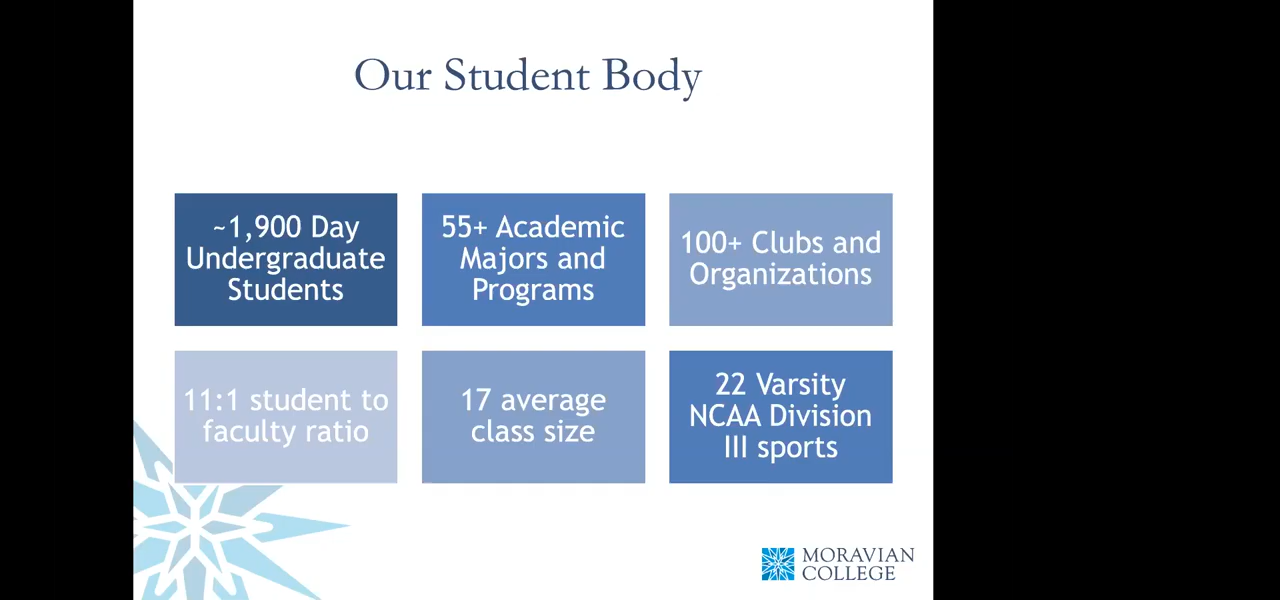 Our Student Body
~1,900 Day
Undergraduate
Students
55+ Academic
Majors and
Programs
100+ Clubs and
Organizations
11:1 student to
faculty ratio
17 average
class size
22 Varsity
NCAA Division
III sports
MORAVIAN
COLLEGE